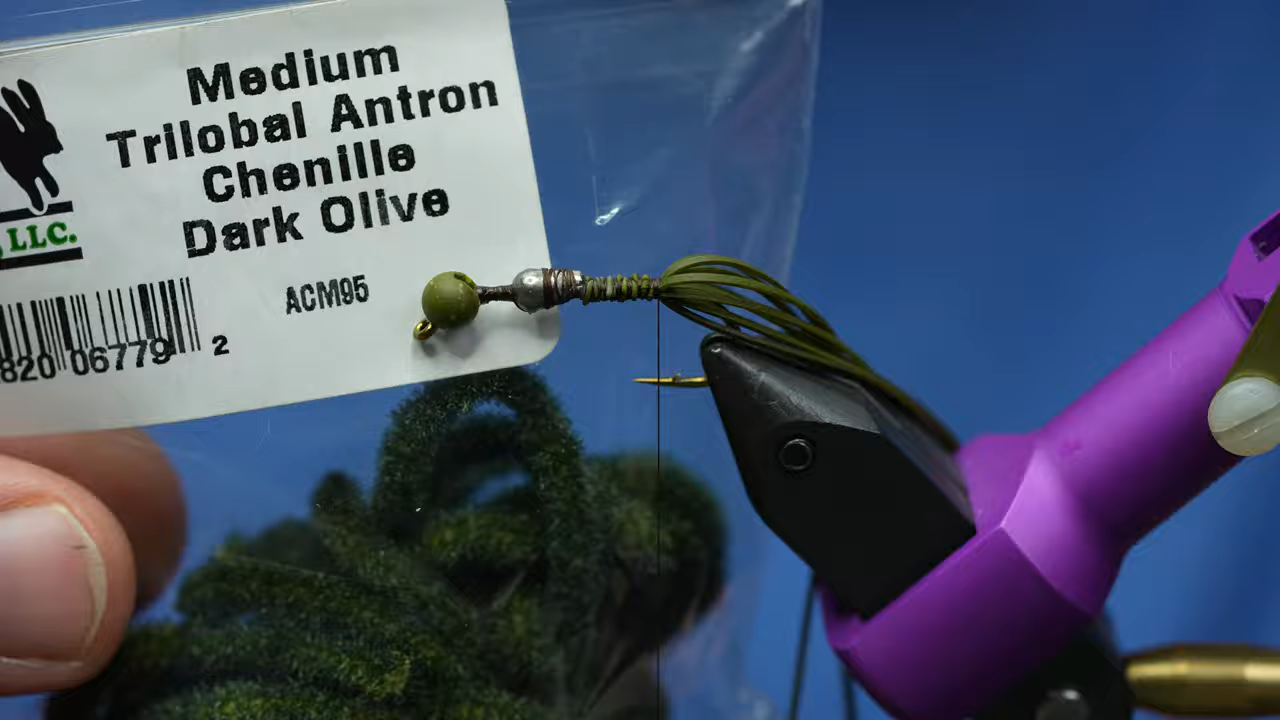 Medium
Trilobal Antron
Chenille
Dark Olive
, LLC.
ACM95
820 06779 2